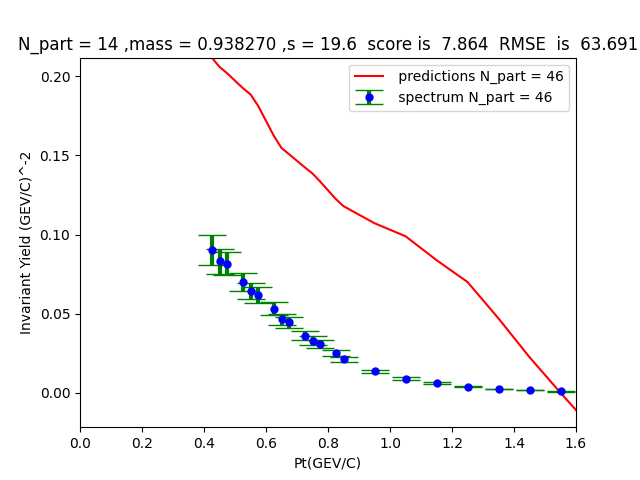 N_part = 14 ,mass = 0.938270 ,s = 19.6  score is  7.864  RMSE  is  63.691
predictions N_part = 46
spectrum N_part = 46
Invariant Yield (GEV/C)^-2
0.20
0.15
0.10
0.05
0.00
0.0 0.2 0.4 0.6 0.8 1.0 1.2 1.4 1.6
Pt(GEV/C)